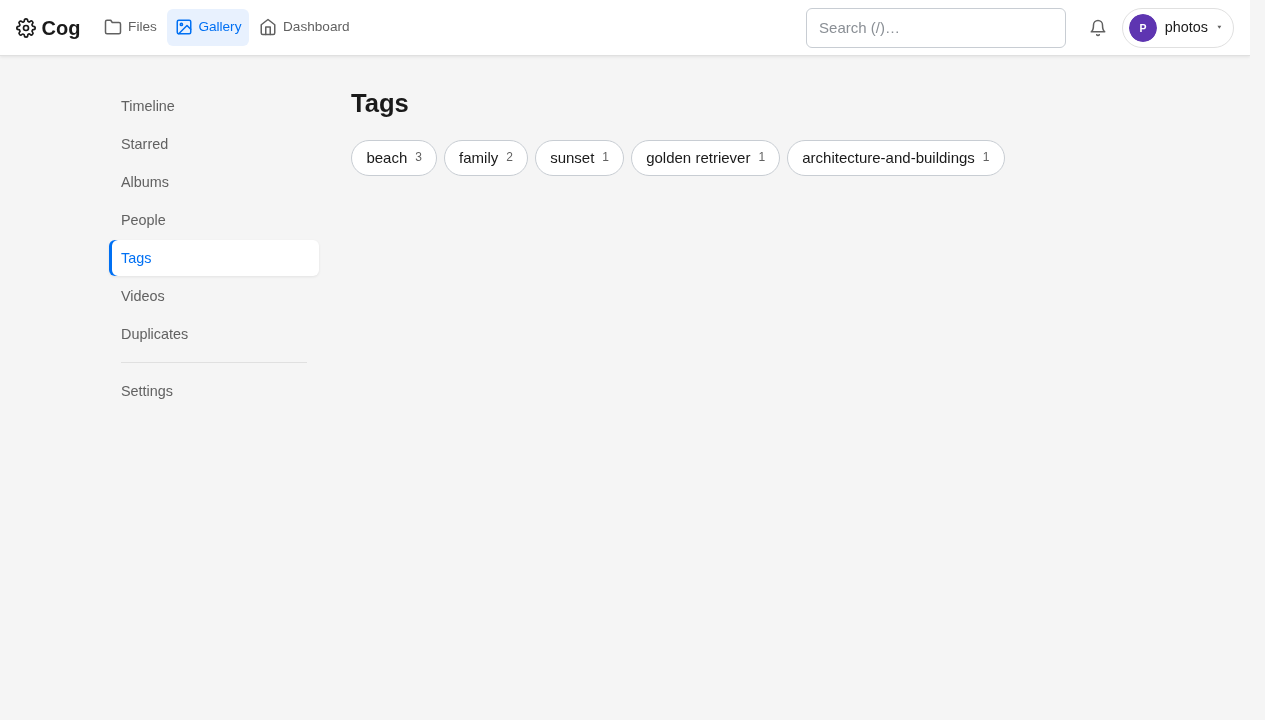 Cog
Files
Gallery
Dashboard
Search (/)…
P
photos
Timeline
Starred
Albums
People
Tags
Videos
Duplicates
Settings
Tags
beach 3
family 2
sunset 1
golden retriever 1
architecture-and-buildings 1